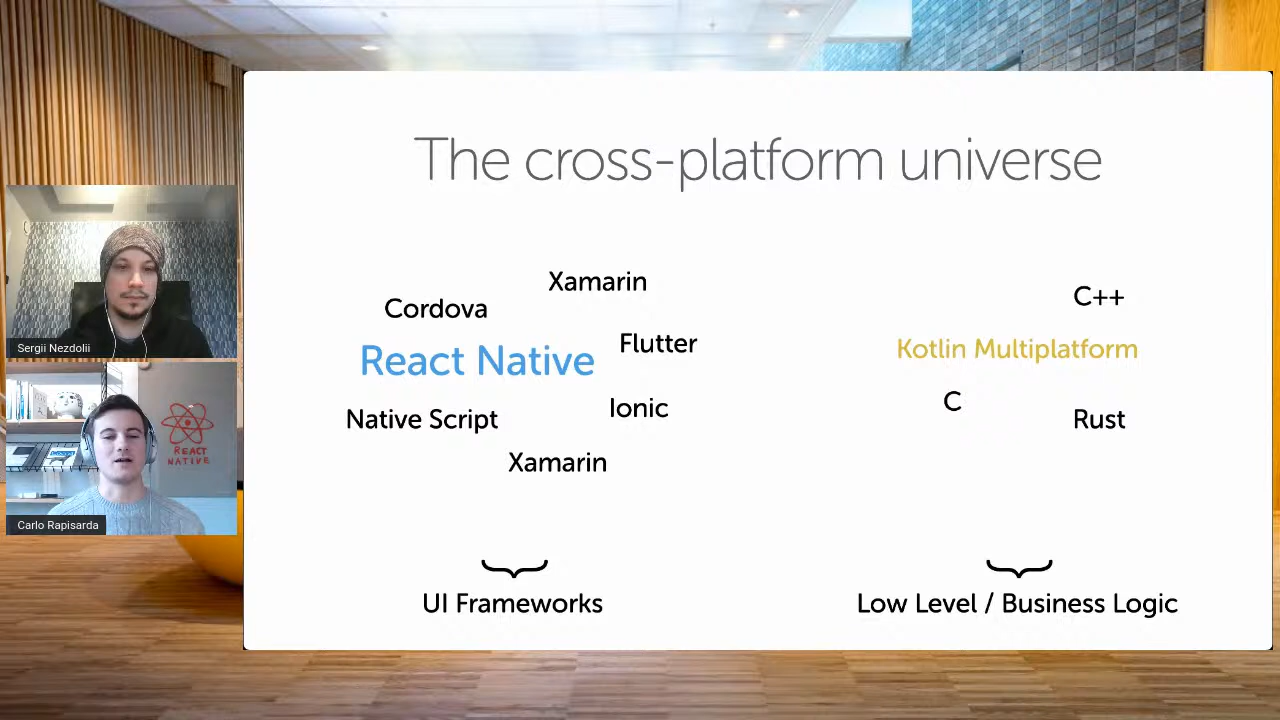 The cross-platform universe
Xamarin
Cordova
Flutter
React Native
Ionic
Native Script
Xamarin
UI Frameworks
C++
Kotlin Multiplatform
C
Rust
Low Level / Business Logic
Sergii Nezdolii
REACT
NATIVE
Carlo Rapisarda